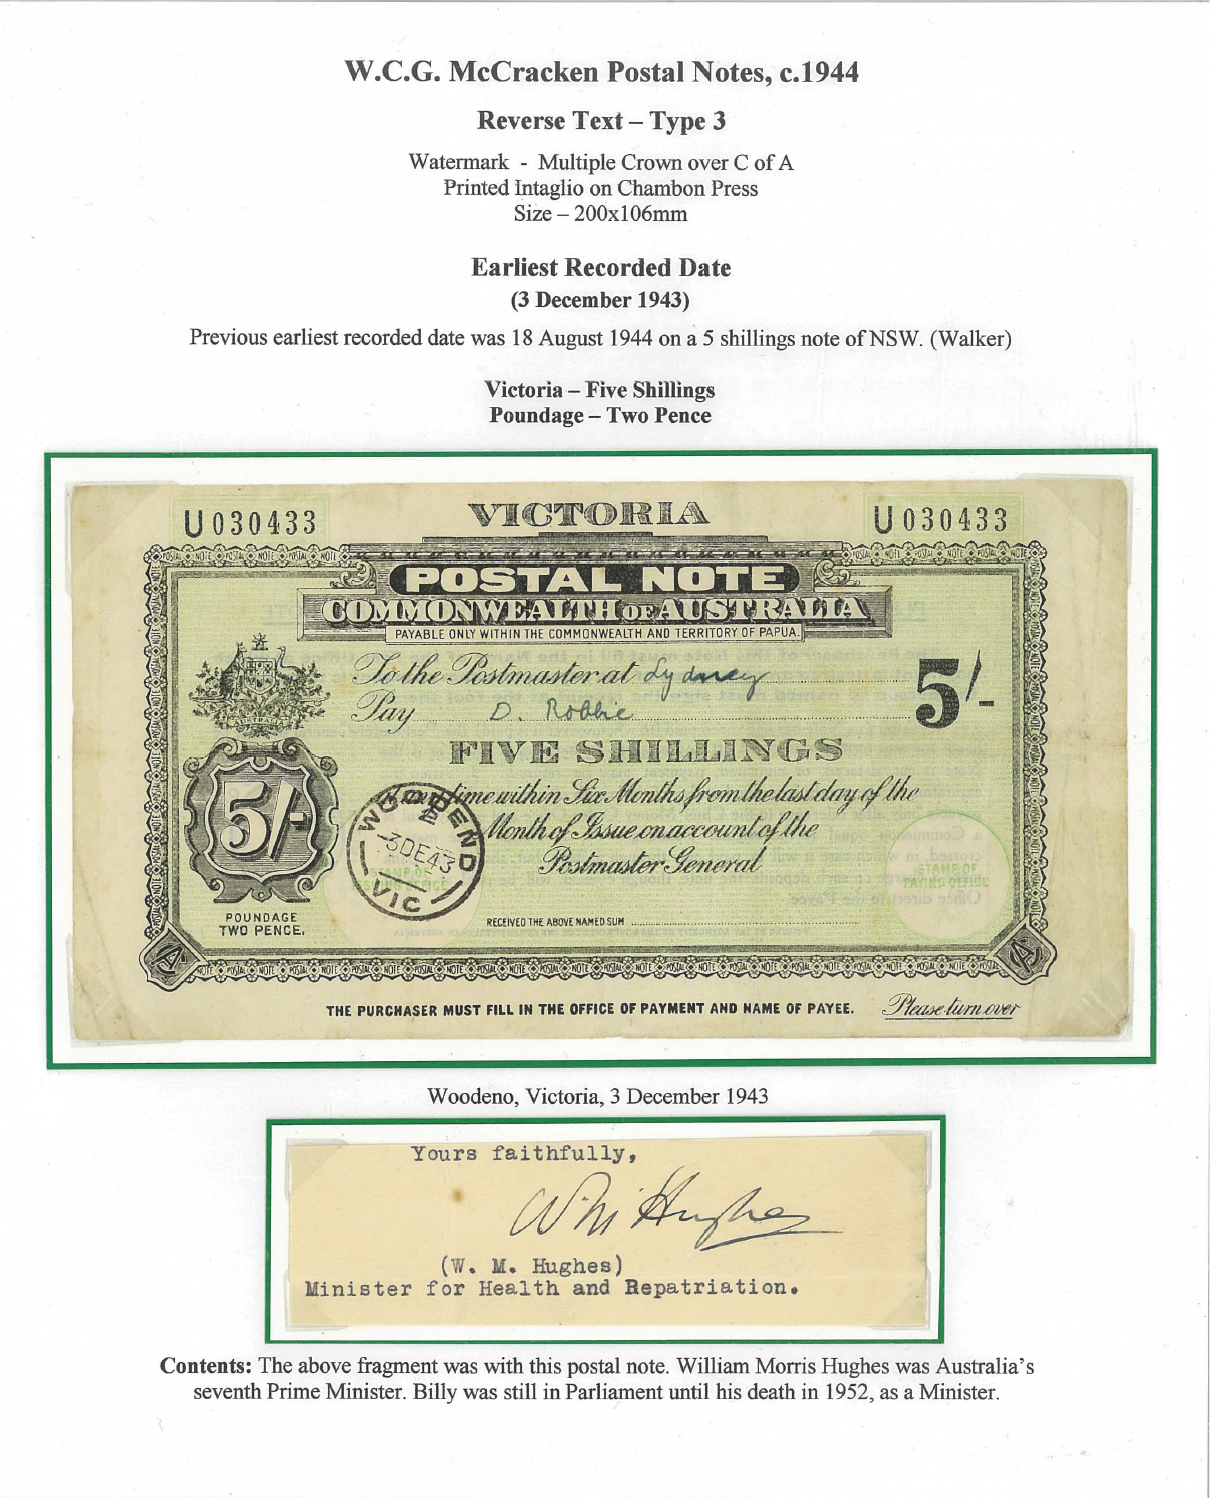 W.C.G. McCracken Postal Notes, c.1944
Reverse Text – Type 3
Watermark - Multiple Crown over C of A
Printed Intaglio on Chambon Press
Size – 200x106mm
Earliest Recorded Date
(3 December 1943)
Previous earliest recorded date was 18 August 1944 on a 5 shillings note of NSW. (Walker)
Victoria – Five Shillings
Poundage – Two Pence
U 030433 VICTORIA U 030433
POSTAL NOTE
COMMONWEALTH OF AUSTRALIA
PAYABLE ONLY WITHIN THE COMMONWEALTH AND TERRITORY OF PAPUA.
To the Postmaster at Sydney
5/-
Pay D. Robbie
AUSTRALIA
FIVE SHILLINGS
5/-
time within Six Months from the last day of the
Month of Issue, on account of the
Postmaster General
WOODEND
3 DE 43
VIC
STAMP OF
PAYING OFFICE
POUNDAGE
TWO PENCE.
RECEIVED THE ABOVE NAMED SUM
THE PURCHASER MUST FILL IN THE OFFICE OF PAYMENT AND NAME OF PAYEE. Please turn over
Woodeno, Victoria, 3 December 1943
Yours faithfully,
W M Hughes
(W. M. Hughes)
Minister for Health and Repatriation.
Contents: The above fragment was with this postal note. William Morris Hughes was Australia's
seventh Prime Minister. Billy was still in Parliament until his death in 1952, as a Minister.